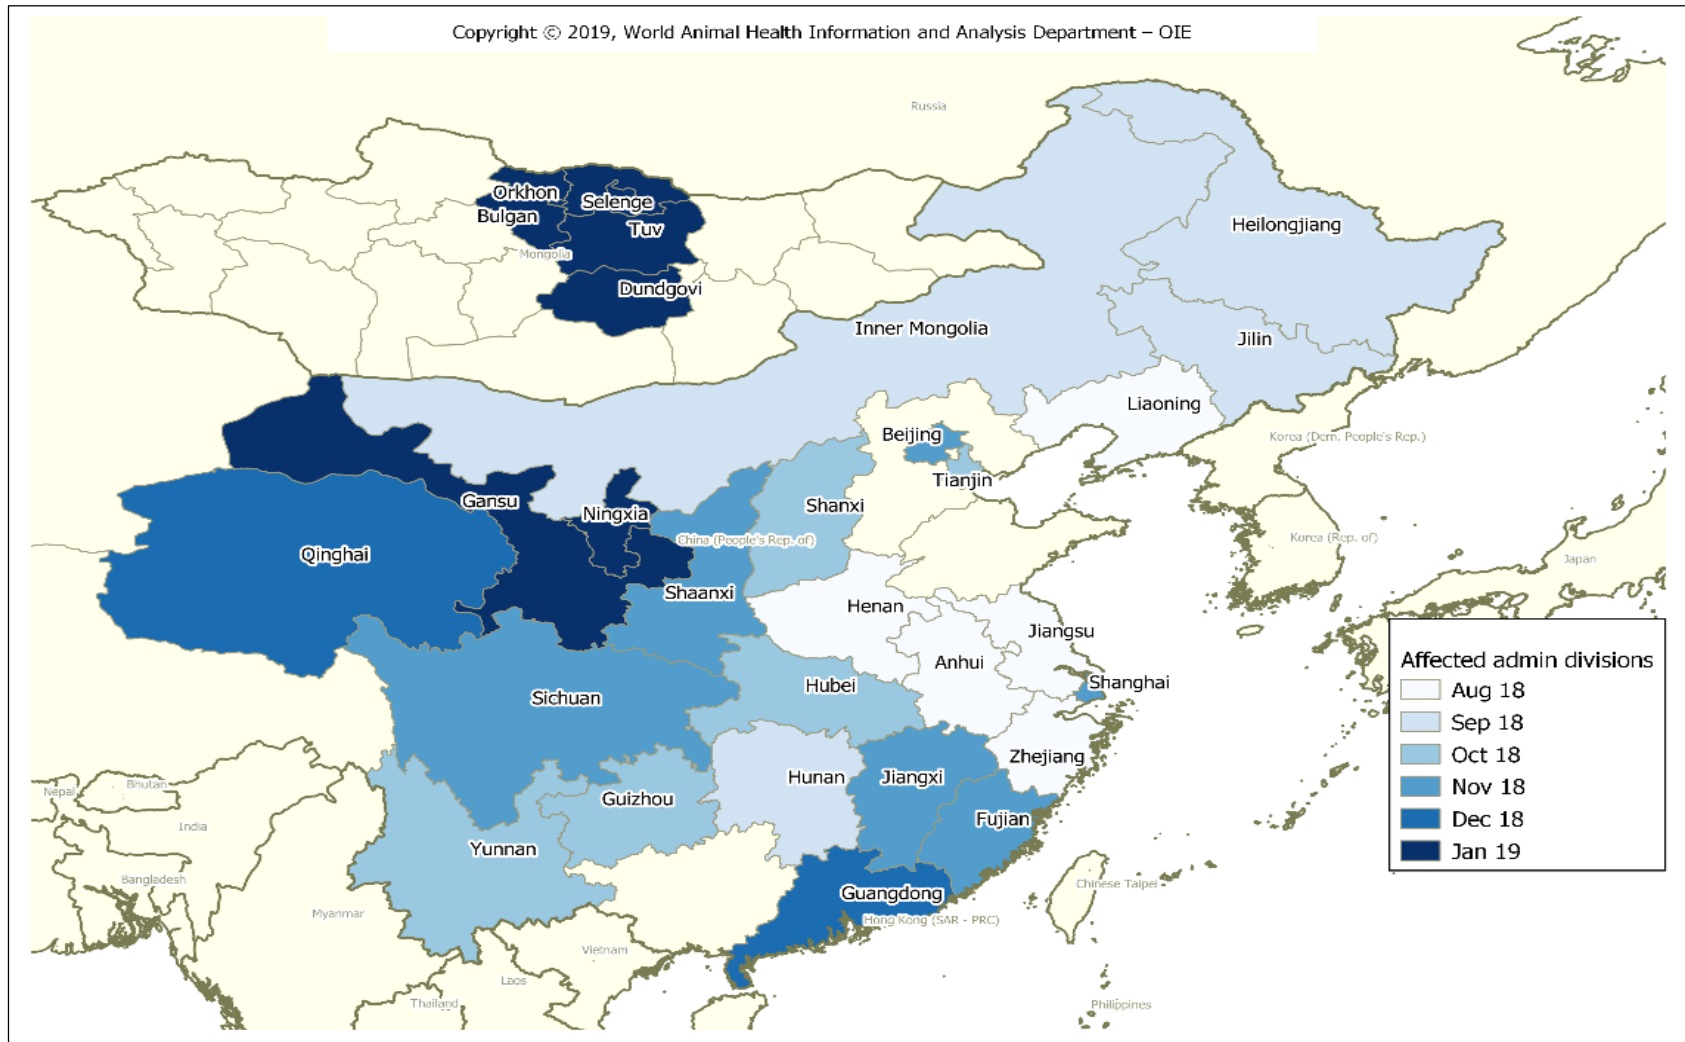 Copyright © 2019, World Animal Health Information and Analysis Department – OIE
Russia
Orkhon
Selenge
Bulgan
Tuv
Mongolia
Heilongjiang
Dundgovi
Inner Mongolia
Jilin
Liaoning
Beijing
Korea (Dem. People's Rep.)
Tianjin
Gansu
Ningxia
Shanxi
China (People's Rep. of)
Korea (Rep. of)
Qinghai
Japan
Shaanxi
Henan
Jiangsu
Anhui
Shanghai
Hubei
Sichuan
Zhejiang
Jiangxi
Hunan
Guizhou
Fujian
Yunnan
Nepal
Bhutan
India
Bangladesh
Myanmar
Guangdong
Hong Kong (SAR - PRC)
Chinese Taipei
Vietnam
Laos
Thailand
Philippines
Affected admin divisions
Aug 18
Sep 18
Oct 18
Nov 18
Dec 18
Jan 19